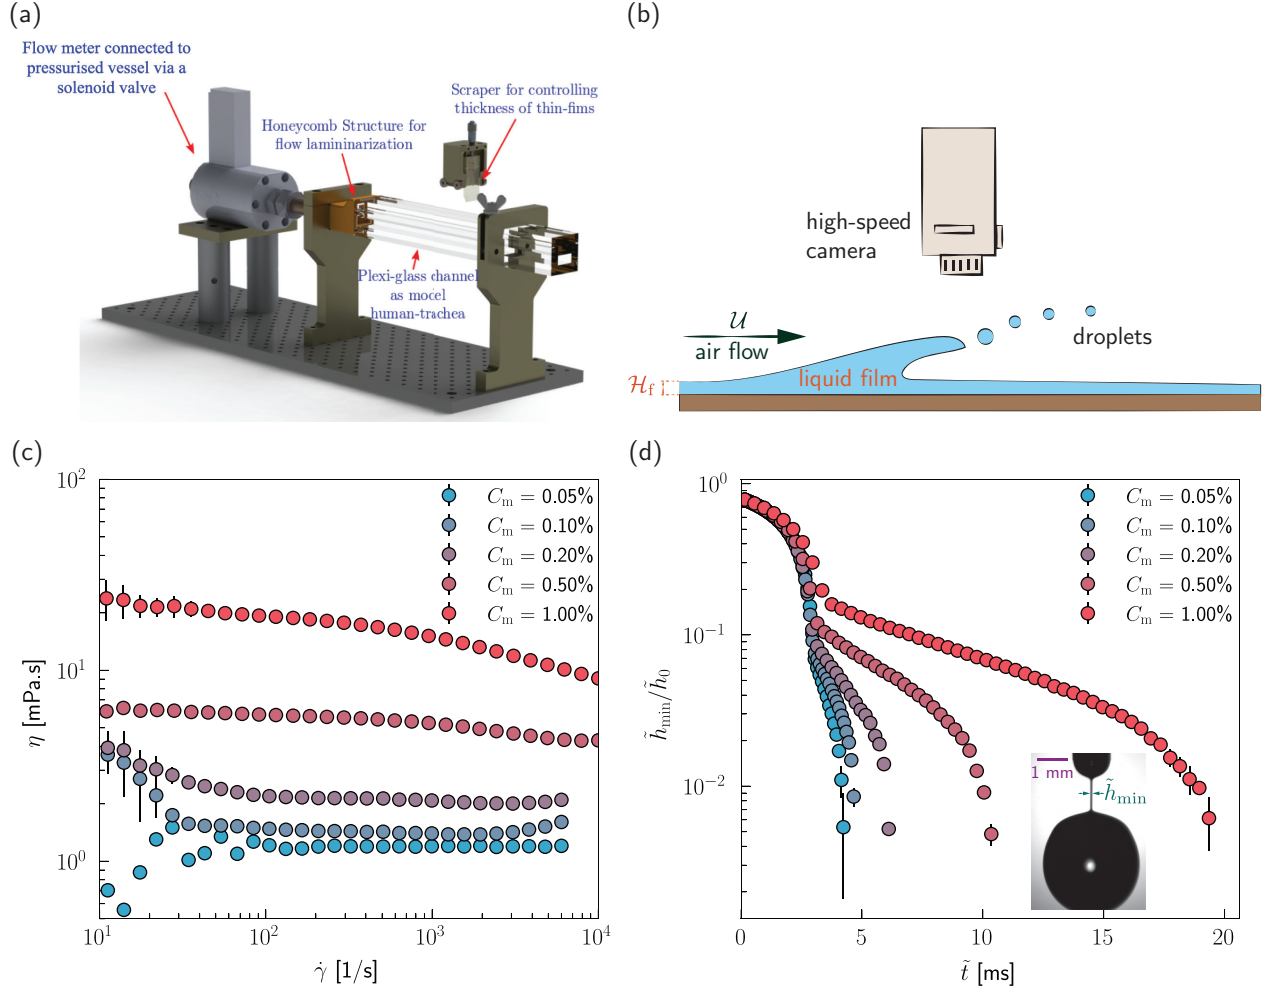 (a)
Flow meter connected to
pressurised vessel via a
solenoid valve
Honeycomb Structure for
flow lamininarization
Scraper for controlling
thickness of thin-fims
Plexi-glass channel
as model
human-trachea
(b)
high-speed
camera
𝒰
air flow
droplets
liquid film
ℋf
(c)
10²
10¹
10⁰
η [mPa.s]
Cm = 0.05%
Cm = 0.10%
Cm = 0.20%
Cm = 0.50%
Cm = 1.00%
10¹ 10² 10³ 10⁴
γ̇ [1/s]
(d)
10⁰
10⁻¹
10⁻²
h̃min/h̃0
Cm = 0.05%
Cm = 0.10%
Cm = 0.20%
Cm = 0.50%
Cm = 1.00%
1 mm
h̃min
0 5 10 15 20
t̃ [ms]